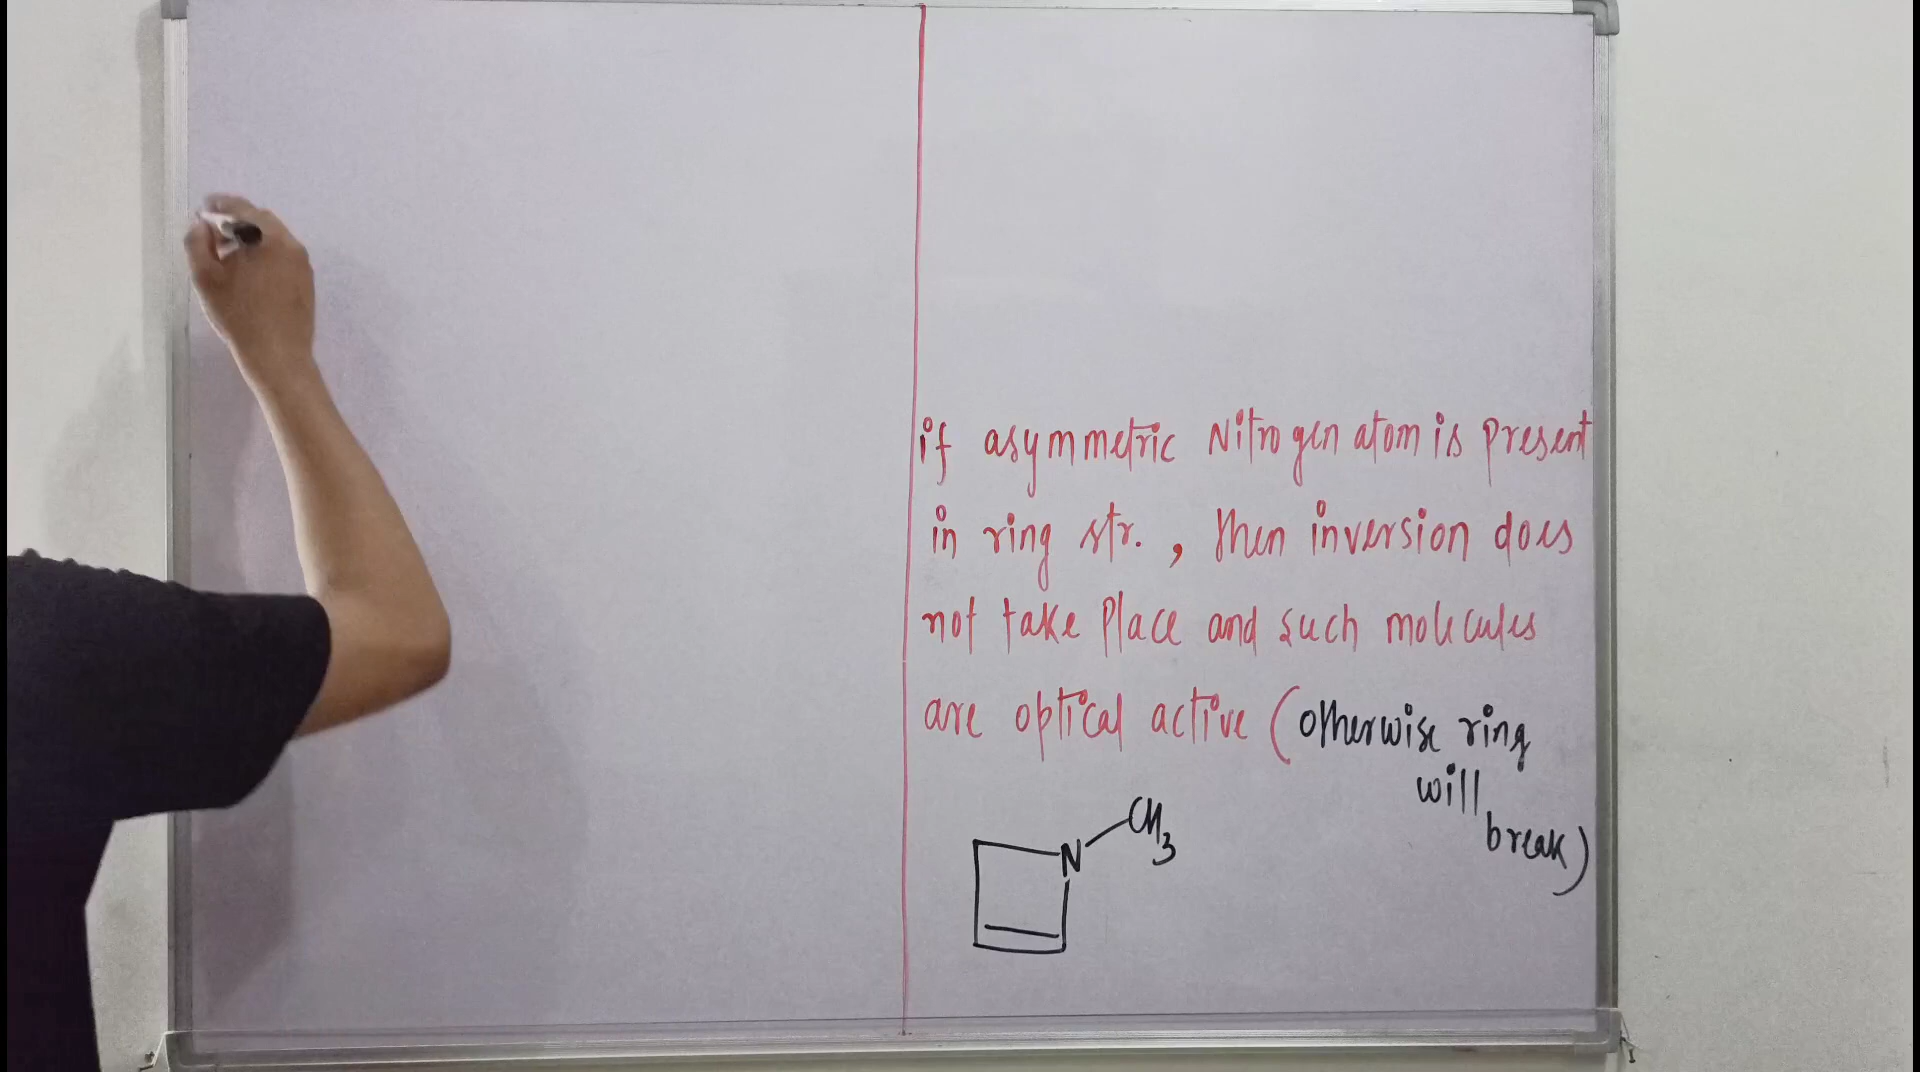 if asymmetric Nitrogen atom is present
in ring str. , then inversion does
not take place and such molecules
are optical active (otherwise ring
will
break)
N
CH3